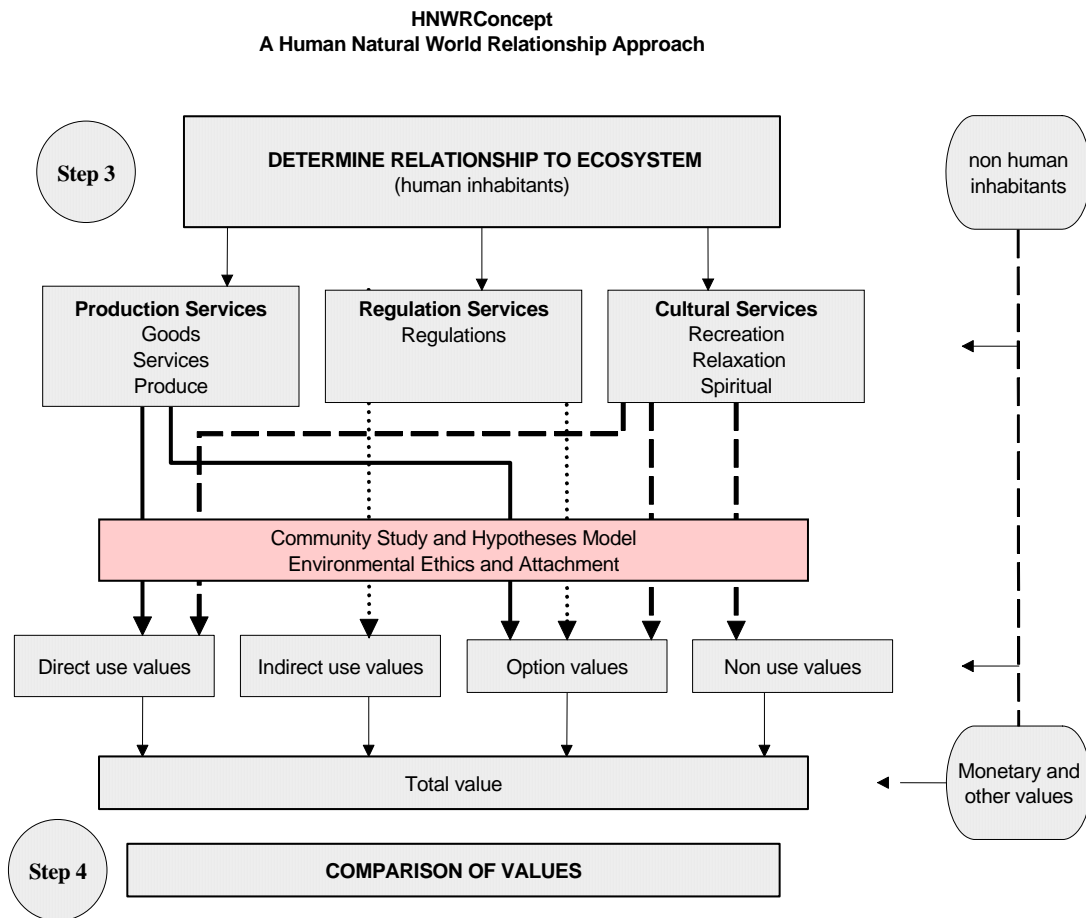 HNWRConcept
A Human Natural World Relationship Approach
Step 3
DETERMINE RELATIONSHIP TO ECOSYSTEM
(human inhabitants)
non human
inhabitants
Production Services
Goods
Services
Produce
Regulation Services
Regulations
Cultural Services
Recreation
Relaxation
Spiritual
Community Study and Hypotheses Model
Environmental Ethics and Attachment
Direct use values
Indirect use values
Option values
Non use values
Total value
Monetary and
other values
Step 4
COMPARISON OF VALUES